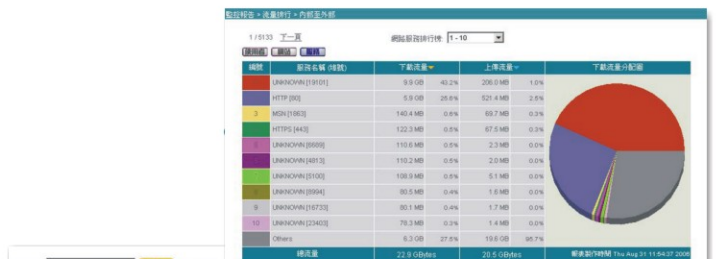 監控報告 > 流量排行 > 內部至外部
1 / 5133 下一頁 網路服務排行榜: 1 - 10
使用者 網站 服務
編號 服務名稱 (埠號) 下載流量 上傳流量 下載流量分配圖
UNKNOWN [19101] 9.9 GB 43.2% 206.0 MB 1.0%
HTTP [80] 5.9 GB 25.6% 521.4 MB 2.5%
3 MSN [1863] 140.4 MB 0.6% 69.7 MB 0.3%
HTTPS [443] 122.3 MB 0.5% 67.5 MB 0.3%
UNKNOWN [6669] 110.6 MB 0.5% 2.3 MB 0.0%
UNKNOWN [4813] 110.2 MB 0.5% 2.0 MB 0.0%
UNKNOWN [5100] 108.9 MB 0.5% 5.1 MB 0.0%
UNKNOWN [8994] 80.5 MB 0.4% 1.6 MB 0.0%
9 UNKNOWN [16733] 80.1 MB 0.4% 1.7 MB 0.0%
10 UNKNOWN [23403] 78.3 MB 0.3% 1.4 MB 0.0%
Others 6.3 GB 27.5% 19.6 GB 95.7%
總流量 22.9 GBytes 20.5 GBytes 報表製作時間 Thu Aug 31 11:54:37 2006